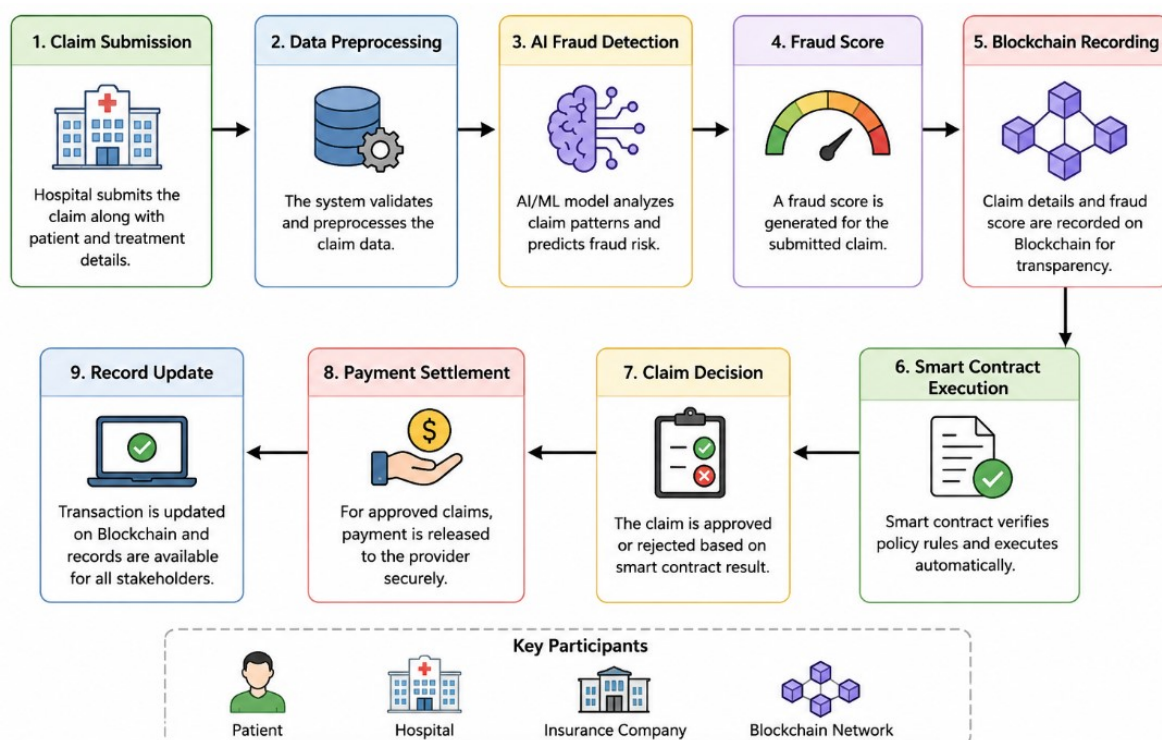 1. Claim Submission
Hospital submits the
claim along with
patient and treatment
details.
2. Data Preprocessing
The system validates
and preprocesses the
claim data.
3. AI Fraud Detection
AI/ML model analyzes
claim patterns and
predicts fraud risk.
4. Fraud Score
A fraud score is
generated for the
submitted claim.
5. Blockchain Recording
Claim details and fraud
score are recorded on
Blockchain for
transparency.
6. Smart Contract
Execution
Smart contract verifies
policy rules and executes
automatically.
7. Claim Decision
The claim is approved
or rejected based on
smart contract result.
8. Payment Settlement
$
For approved claims,
payment is released
to the provider
securely.
9. Record Update
Transaction is updated
on Blockchain and
records are available
for all stakeholders.
Key Participants
Patient
Hospital
Insurance Company
Blockchain Network